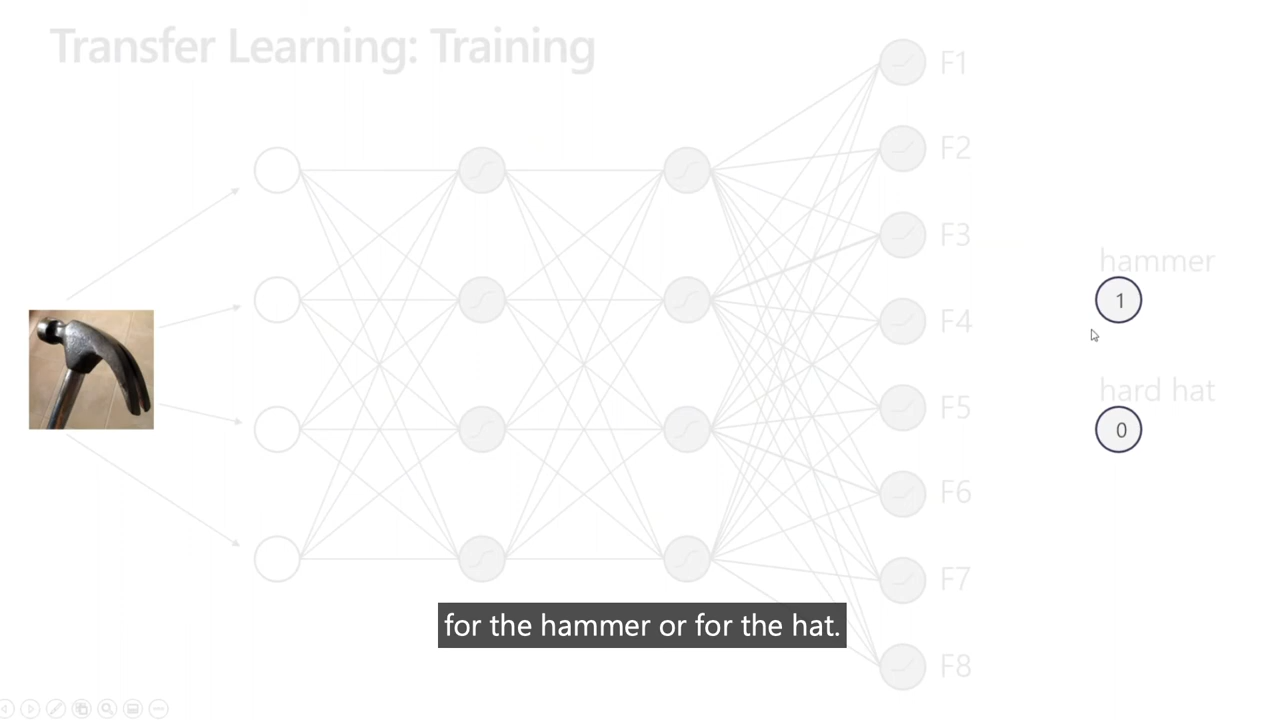 Transfer Learning: Training
F1
F2
F3
F4
F5
F6
F7
F8
hammer
1
hard hat
0
for the hammer or for the hat.